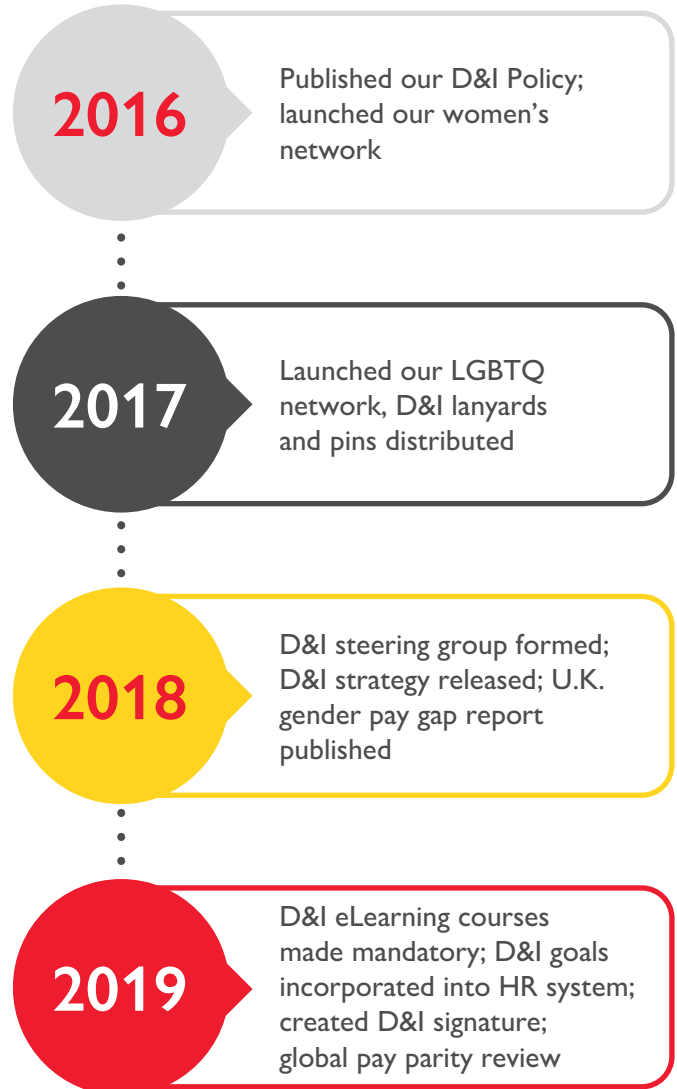 2016
Published our D&I Policy;
launched our women’s
network
2017
Launched our LGBTQ
network, D&I lanyards
and pins distributed
2018
D&I steering group formed;
D&I strategy released; U.K.
gender pay gap report
published
2019
D&I eLearning courses
made mandatory; D&I goals
incorporated into HR system;
created D&I signature;
global pay parity review